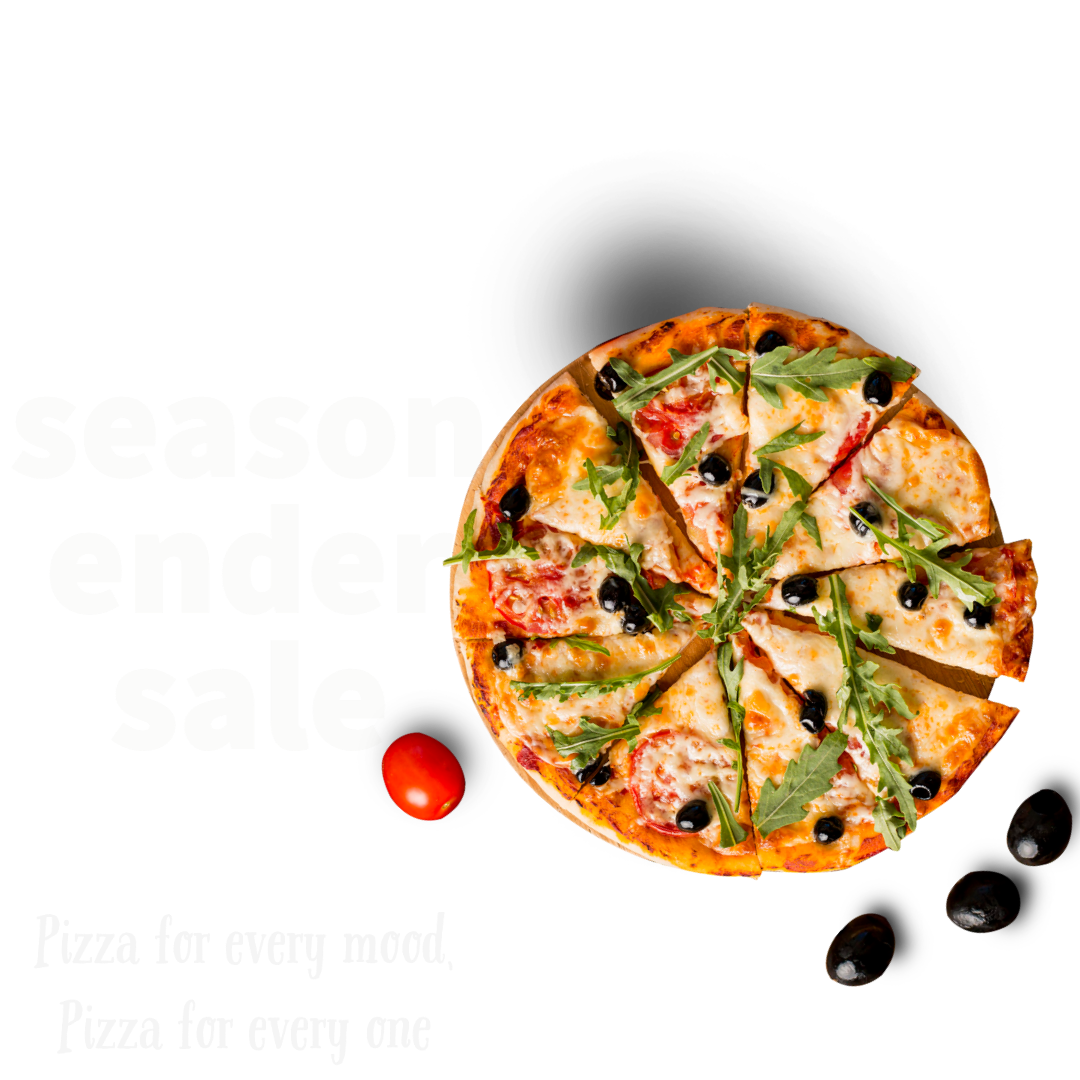 season
ender
sale
Pizza for every mood,
Pizza for every one